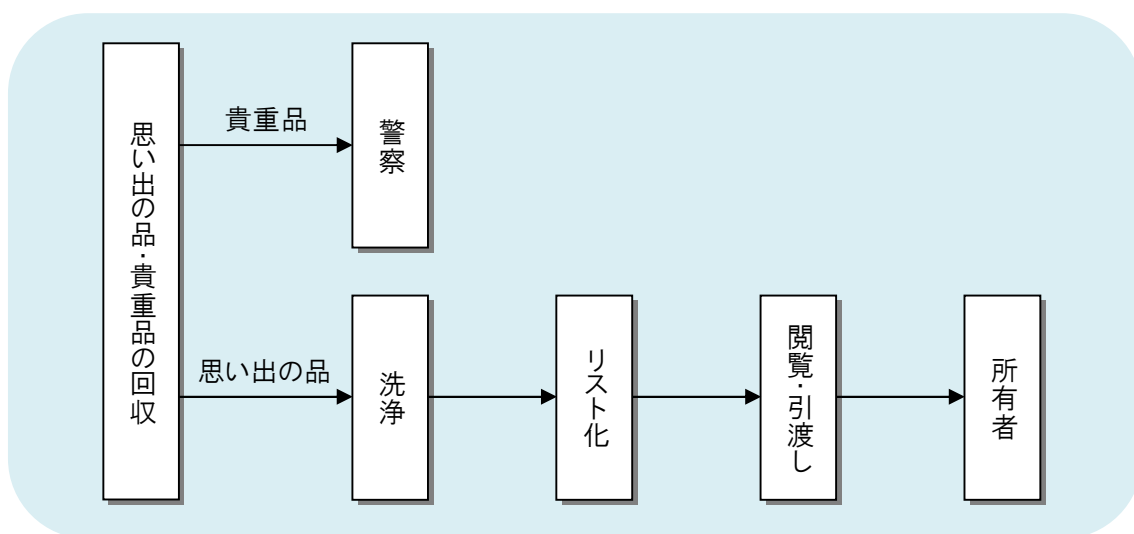 思い出の品・貴重品の回収
貴重品
警察
思い出の品
洗浄
リスト化
閲覧・引渡し
所有者